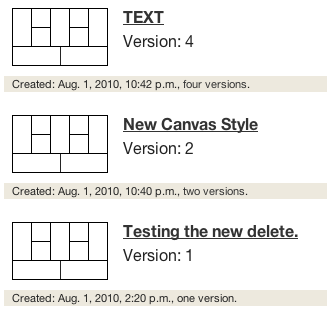 TEXT
Version: 4
Created: Aug. 1, 2010, 10:42 p.m., four versions.
New Canvas Style
Version: 2
Created: Aug. 1, 2010, 10:40 p.m., two versions.
Testing the new delete.
Version: 1
Created: Aug. 1, 2010, 2:20 p.m., one version.